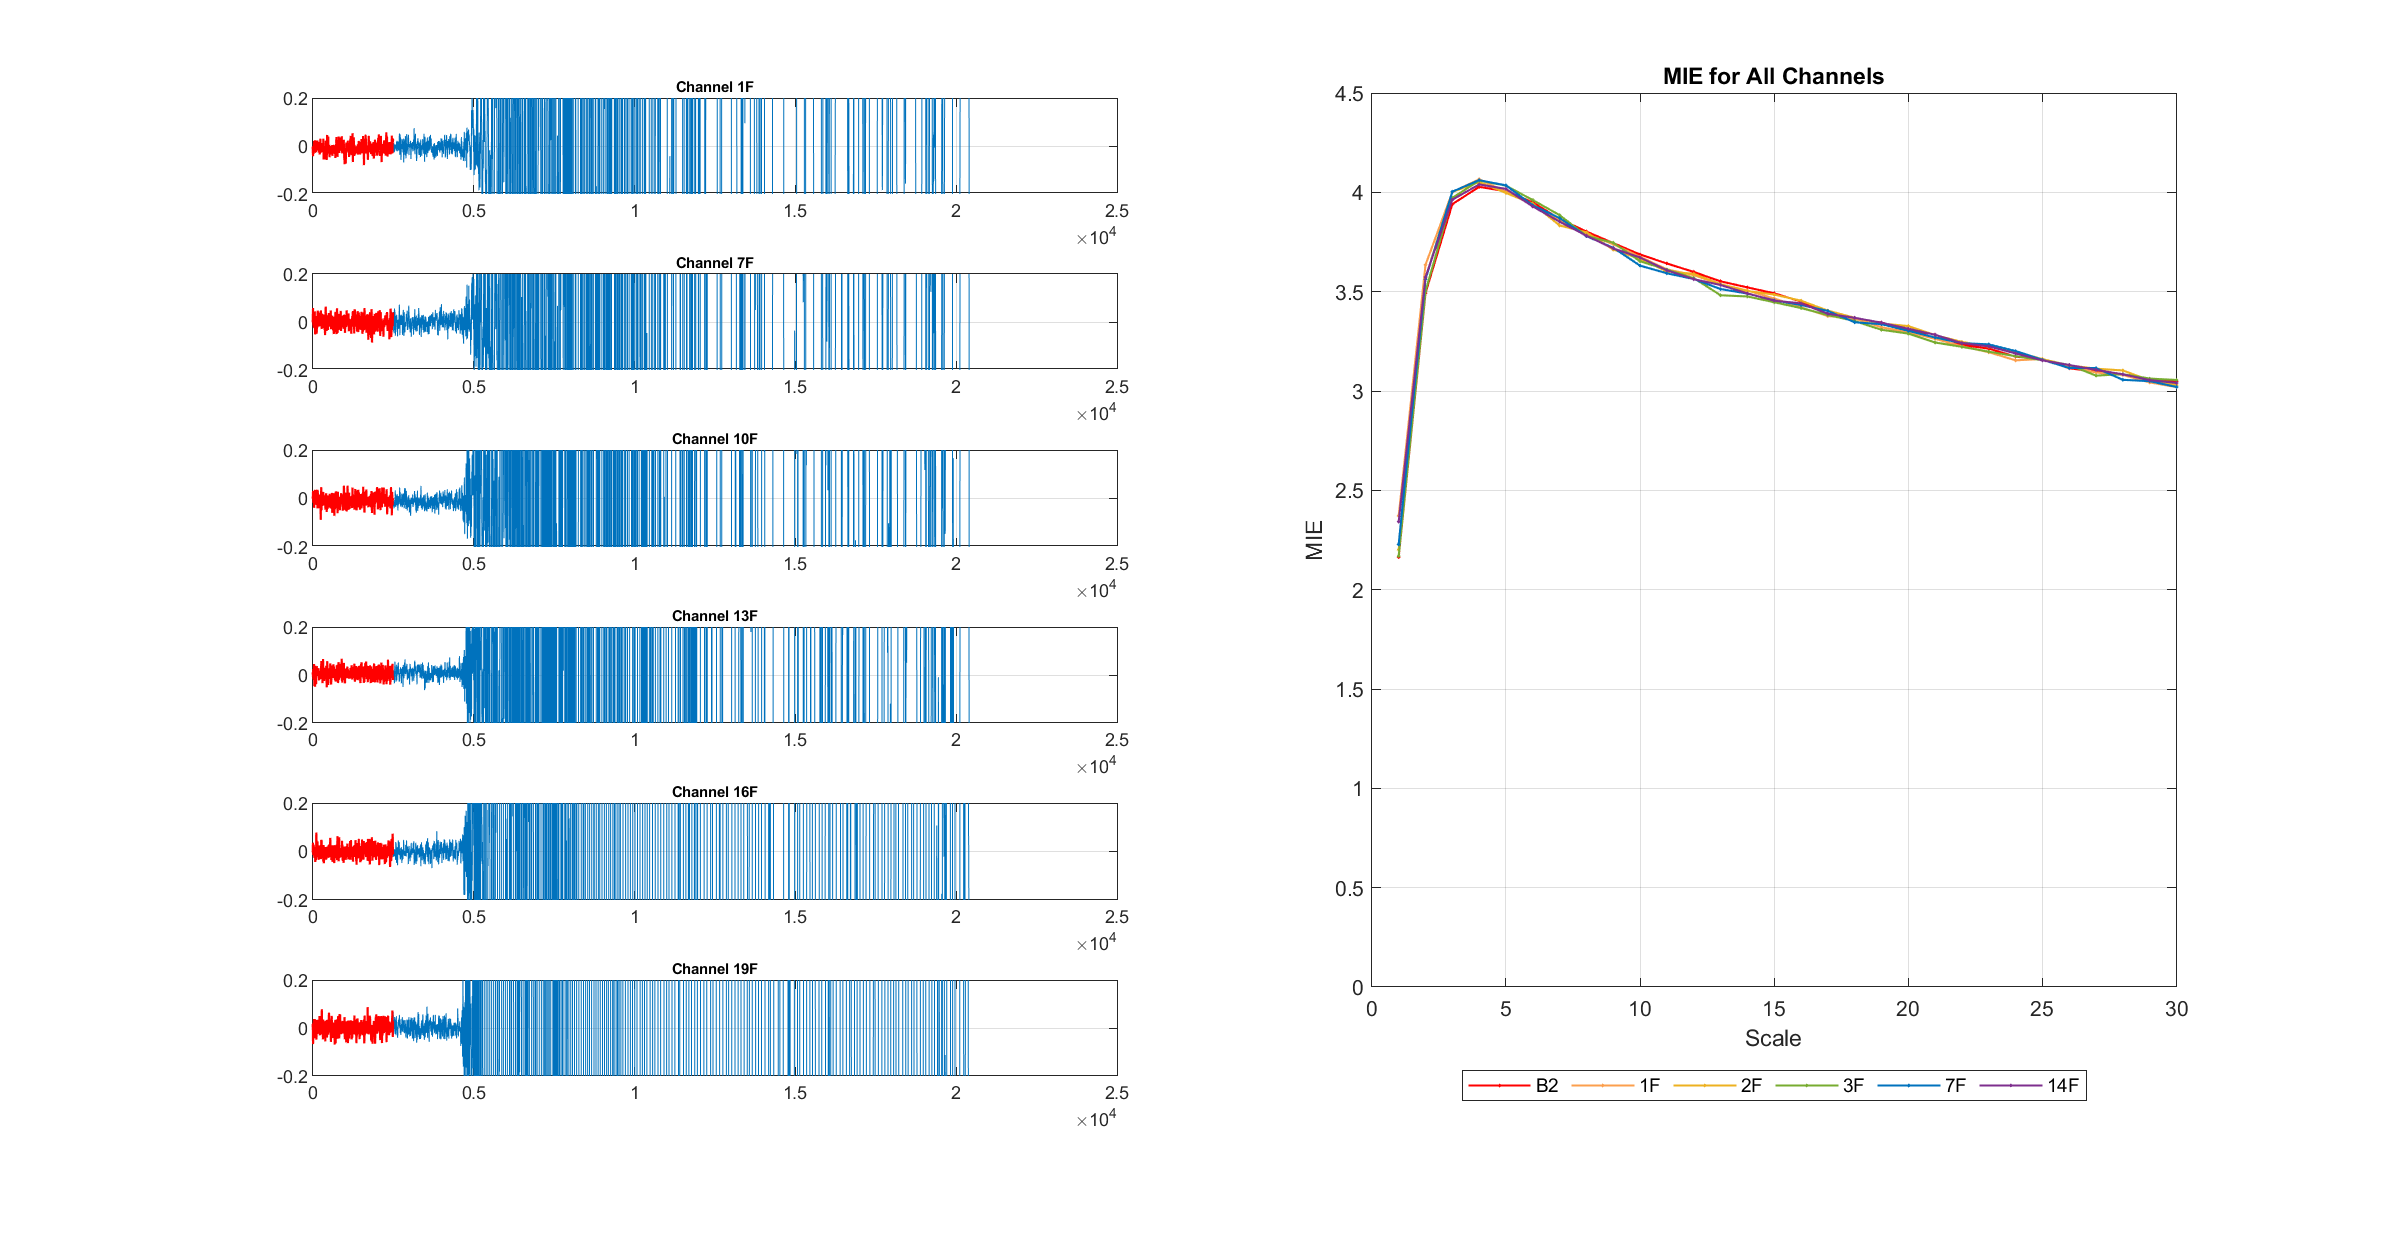 Channel 1F
0.2
0
-0.2
0 0.5 1 1.5 2 2.5
×10^4
Channel 7F
0.2
0
-0.2
0 0.5 1 1.5 2 2.5
×10^4
Channel 10F
0.2
0
-0.2
0 0.5 1 1.5 2 2.5
×10^4
Channel 13F
0.2
0
-0.2
0 0.5 1 1.5 2 2.5
×10^4
Channel 16F
0.2
0
-0.2
0 0.5 1 1.5 2 2.5
×10^4
Channel 19F
0.2
0
-0.2
0 0.5 1 1.5 2 2.5
×10^4
MIE for All Channels
4.5
4
3.5
3
2.5
2
1.5
1
0.5
0
MIE
0 5 10 15 20 25 30
Scale
B2 1F 2F 3F 7F 14F